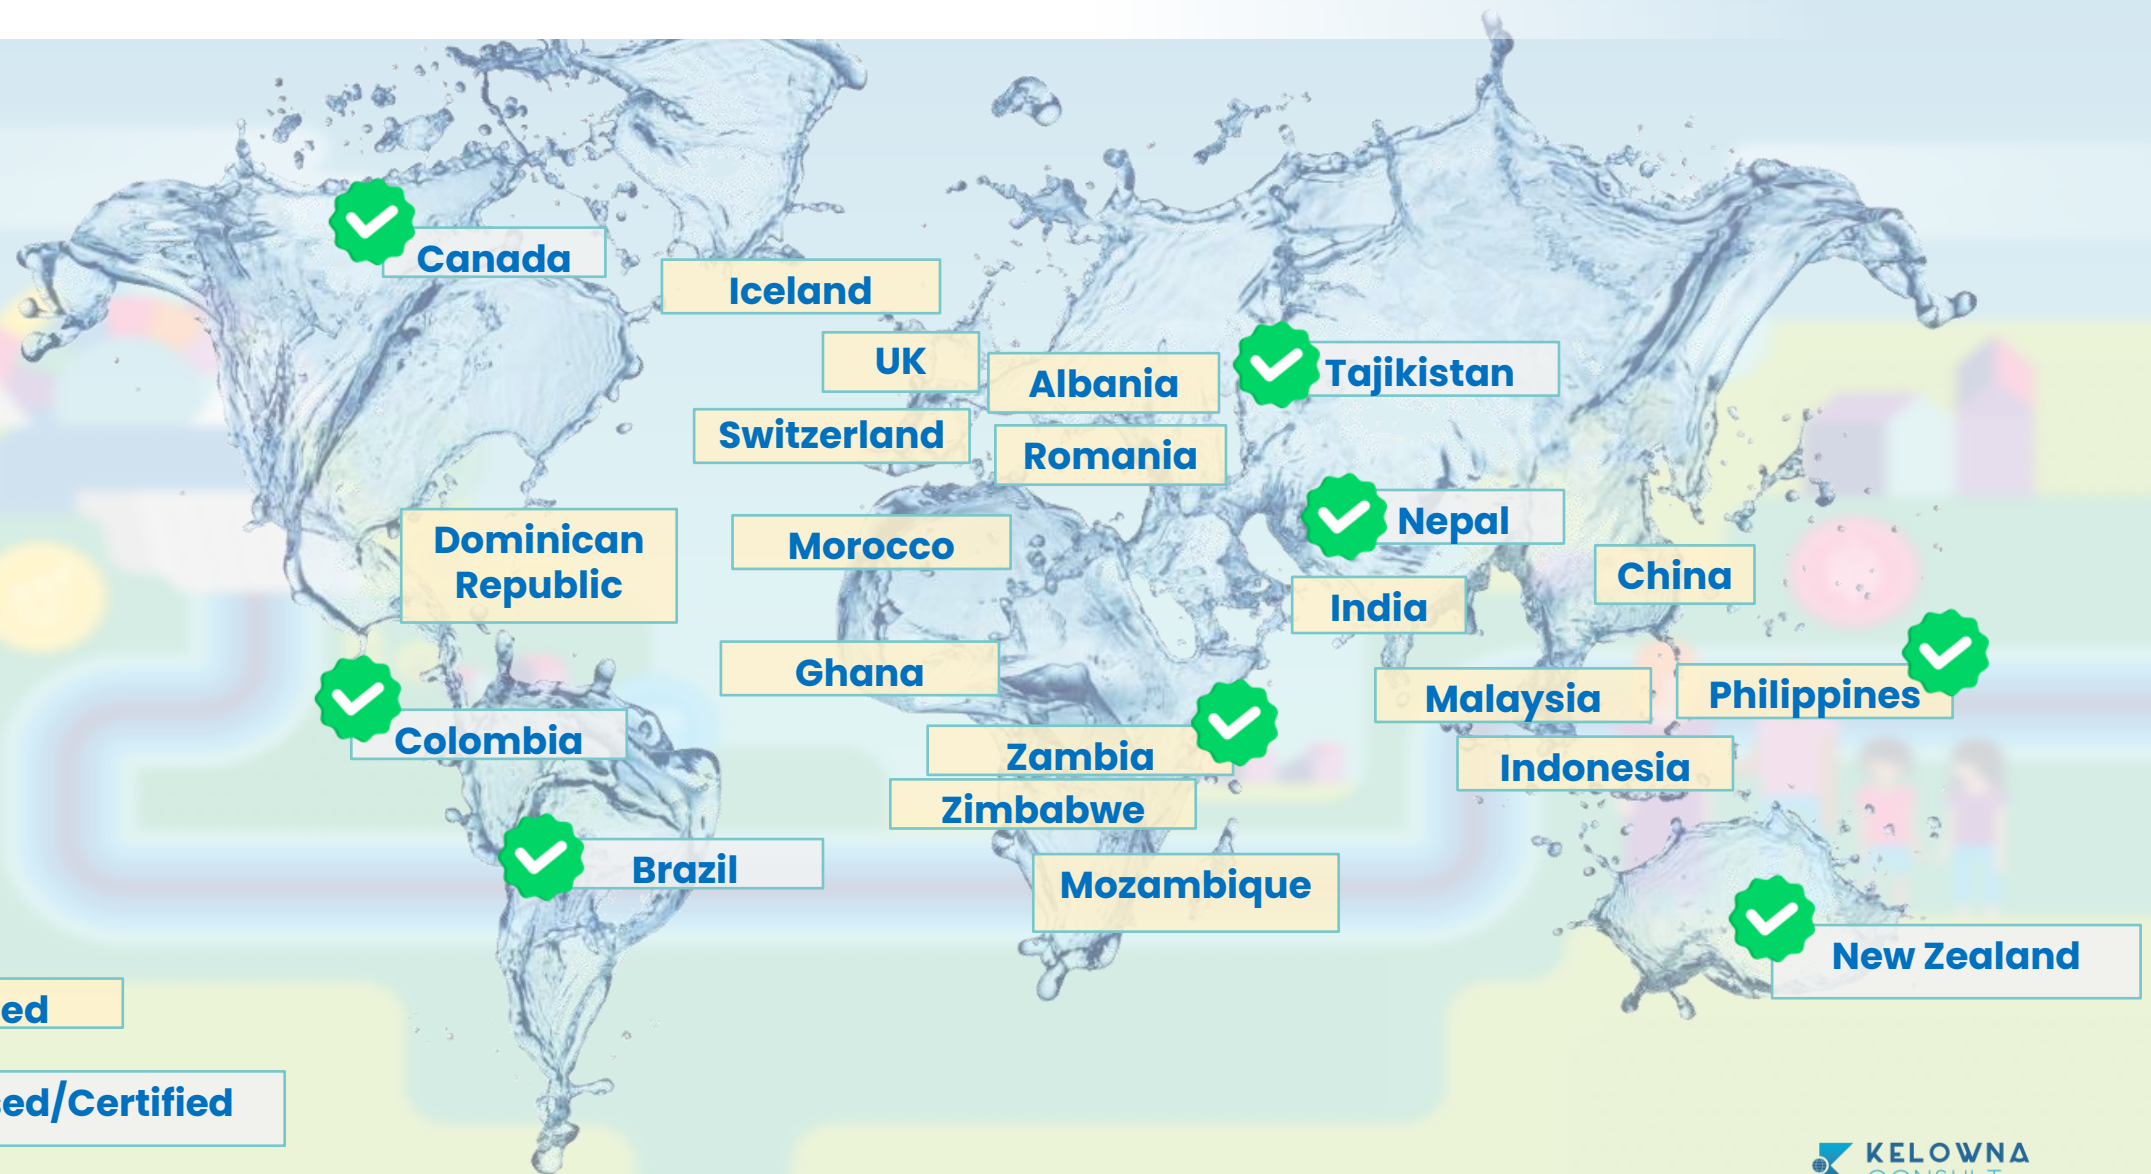 Canada
Iceland
UK
Albania
Tajikistan
Switzerland
Romania
Dominican
Republic
Morocco
Nepal
China
India
Ghana
Malaysia
Philippines
Colombia
Zambia
Indonesia
Zimbabwe
Brazil
Mozambique
New Zealand
ed
ed/Certified
KELOWNA
CONSULT